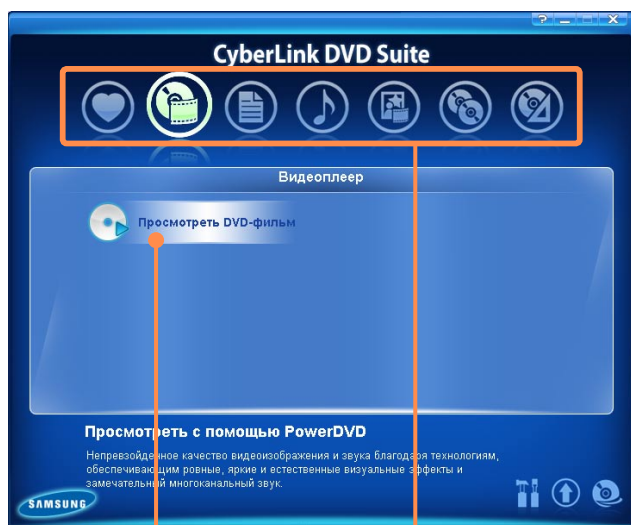 CyberLink DVD Suite
Видеоплеер
Просмотреть DVD-фильм
Просмотреть с помощью PowerDVD
Непревзойденное качество видеоизображения и звука благодаря технологиям,
обеспечивающим ровные, яркие и естественные визуальные эффекты и
замечательный многоканальный звук.
SAMSUNG